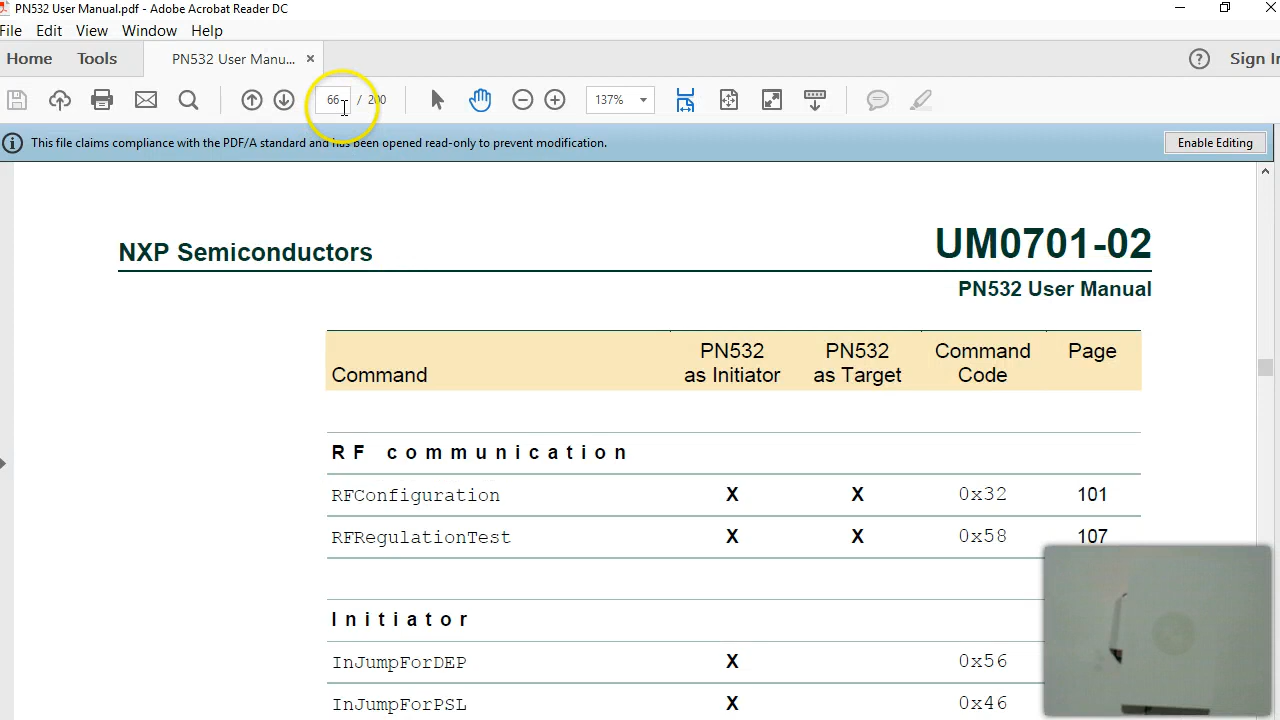 PN532 User Manual.pdf - Adobe Acrobat Reader DC
File Edit View Window Help
Home Tools PN532 User Manu... × ? Sign In
66 / 200 137%
This file claims compliance with the PDF/A standard and has been opened read-only to prevent modification. Enable Editing
NXP Semiconductors UM0701-02
PN532 User Manual
Command PN532 as Initiator PN532 as Target Command Code Page
RF communication
RFConfiguration X X 0x32 101
RFRegulationTest X X 0x58 107
Initiator
InJumpForDEP X 0x56
InJumpForPSL X 0x46